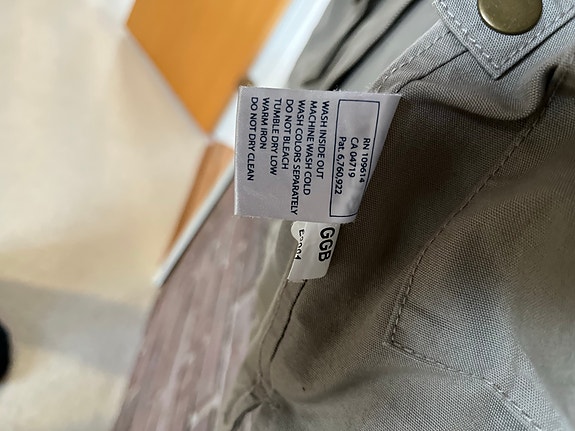 RN 109614
CA 04719
Pat. 6,760,922
WASH INSIDE OUT
MACHINE WASH COLD
WASH COLORS SEPARATELY
DO NOT BLEACH
TUMBLE DRY LOW
WARM IRON
DO NOT DRY CLEAN
GGB